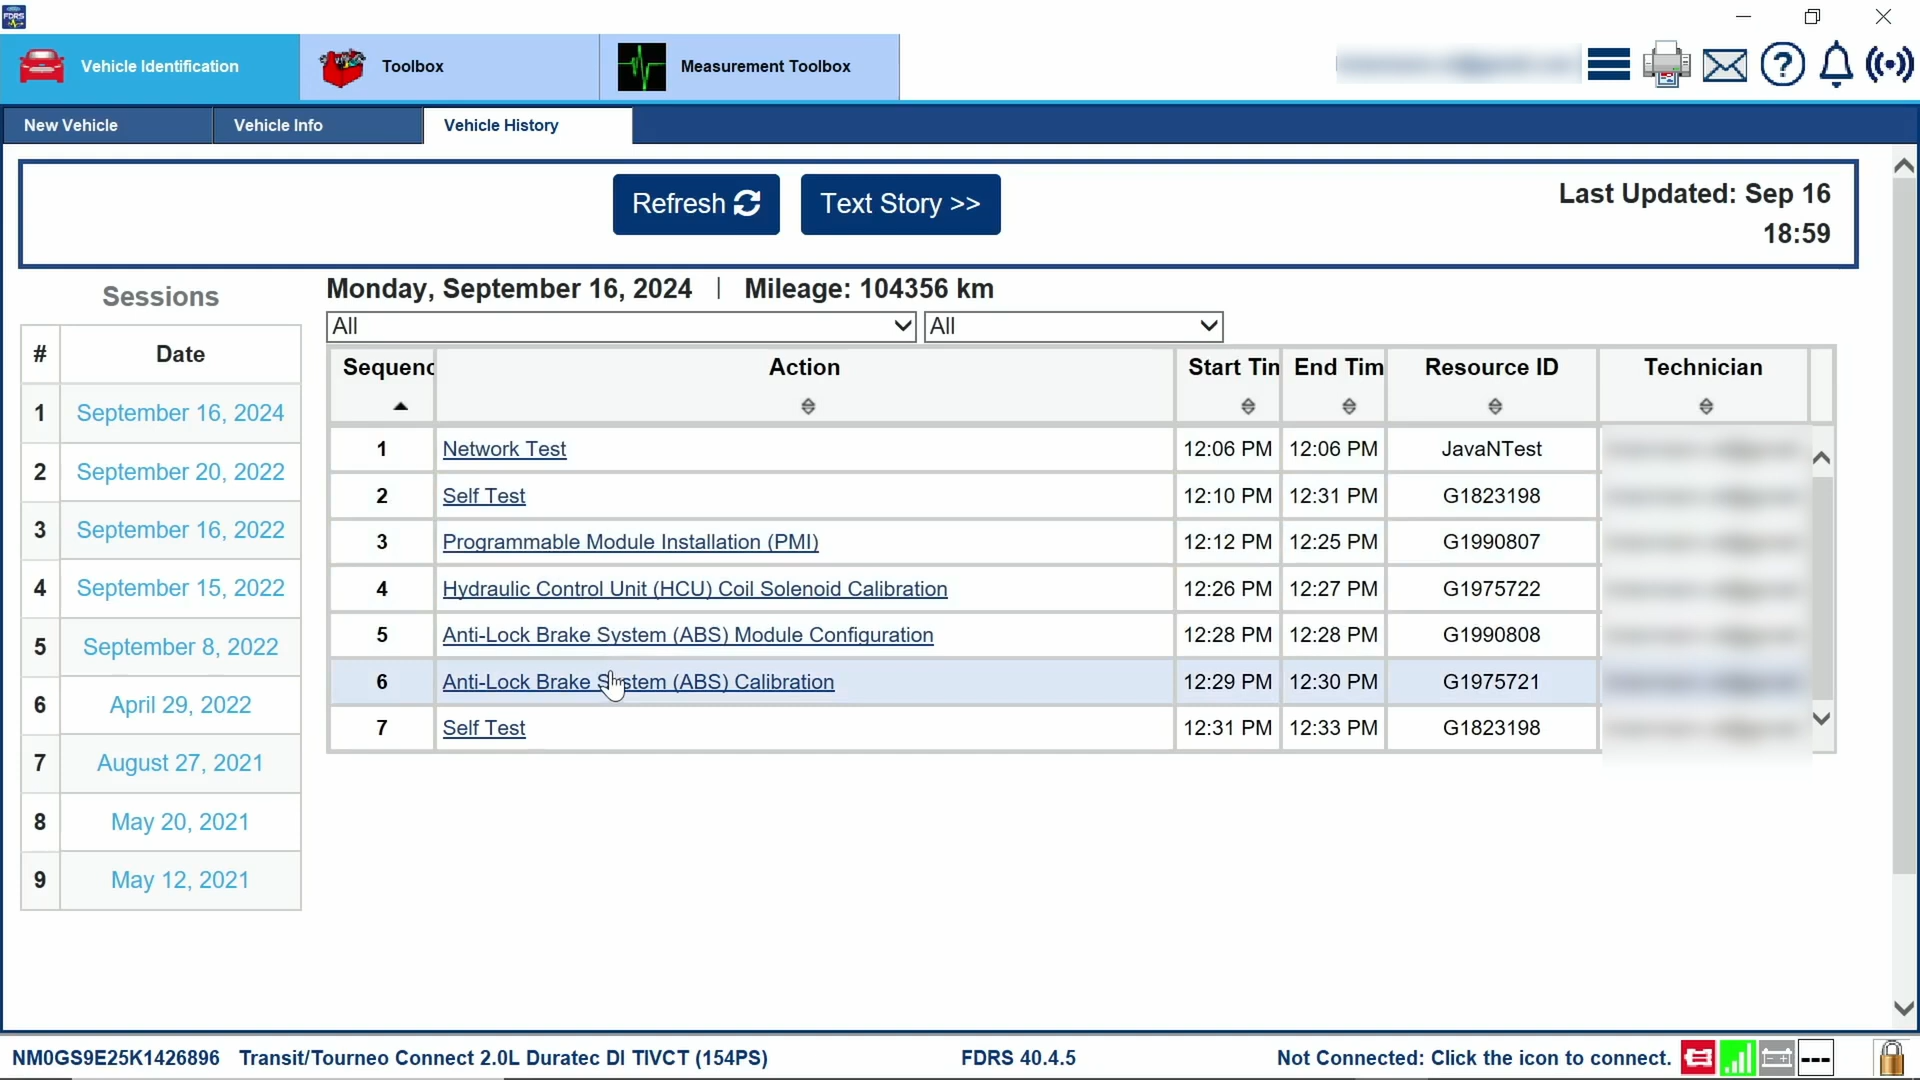 FDRS
Vehicle Identification
Toolbox
Measurement Toolbox
New Vehicle
Vehicle Info
Vehicle History
Refresh
Text Story >>
Last Updated: Sep 16
18:59
Sessions
Monday, September 16, 2024 | Mileage: 104356 km
All
All
# Date
1 September 16, 2024
2 September 20, 2022
3 September 16, 2022
4 September 15, 2022
5 September 8, 2022
6 April 29, 2022
7 August 27, 2021
8 May 20, 2021
9 May 12, 2021
Sequenc Action Start Tin End Tim Resource ID Technician
1 Network Test 12:06 PM 12:06 PM JavaNTest
2 Self Test 12:10 PM 12:31 PM G1823198
3 Programmable Module Installation (PMI) 12:12 PM 12:25 PM G1990807
4 Hydraulic Control Unit (HCU) Coil Solenoid Calibration 12:26 PM 12:27 PM G1975722
5 Anti-Lock Brake System (ABS) Module Configuration 12:28 PM 12:28 PM G1990808
6 Anti-Lock Brake System (ABS) Calibration 12:29 PM 12:30 PM G1975721
7 Self Test 12:31 PM 12:33 PM G1823198
NM0GS9E25K1426896 Transit/Tourneo Connect 2.0L Duratec DI TIVCT (154PS) FDRS 40.4.5 Not Connected: Click the icon to connect. ---